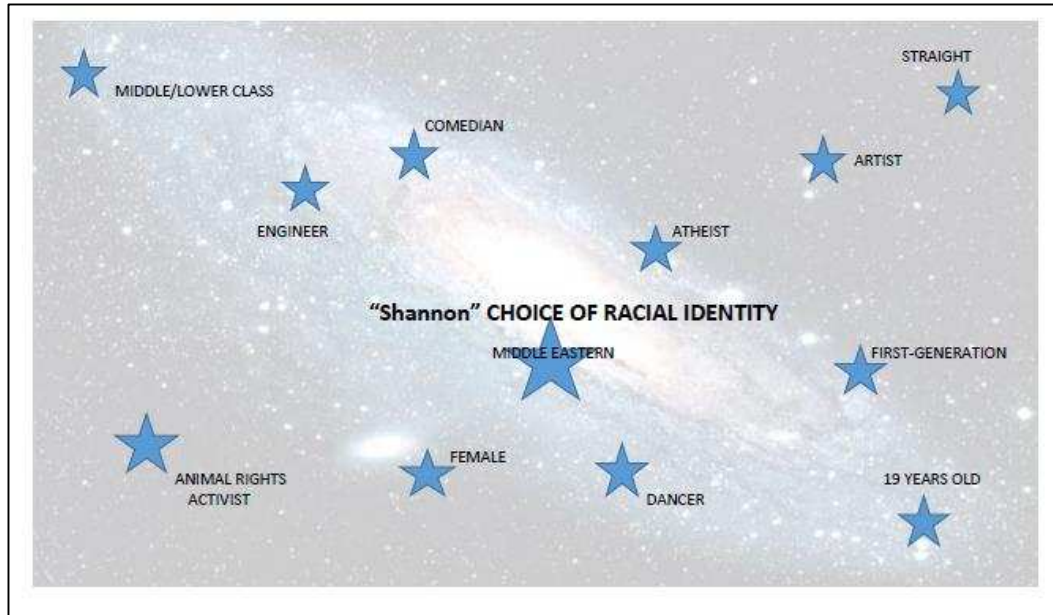 STRAIGHT
MIDDLE/LOWER CLASS
COMEDIAN
ARTIST
ENGINEER
ATHEIST
“Shannon” CHOICE OF RACIAL IDENTITY
MIDDLE EASTERN
FIRST-GENERATION
FEMALE
ANIMAL RIGHTS
ACTIVIST
DANCER
19 YEARS OLD